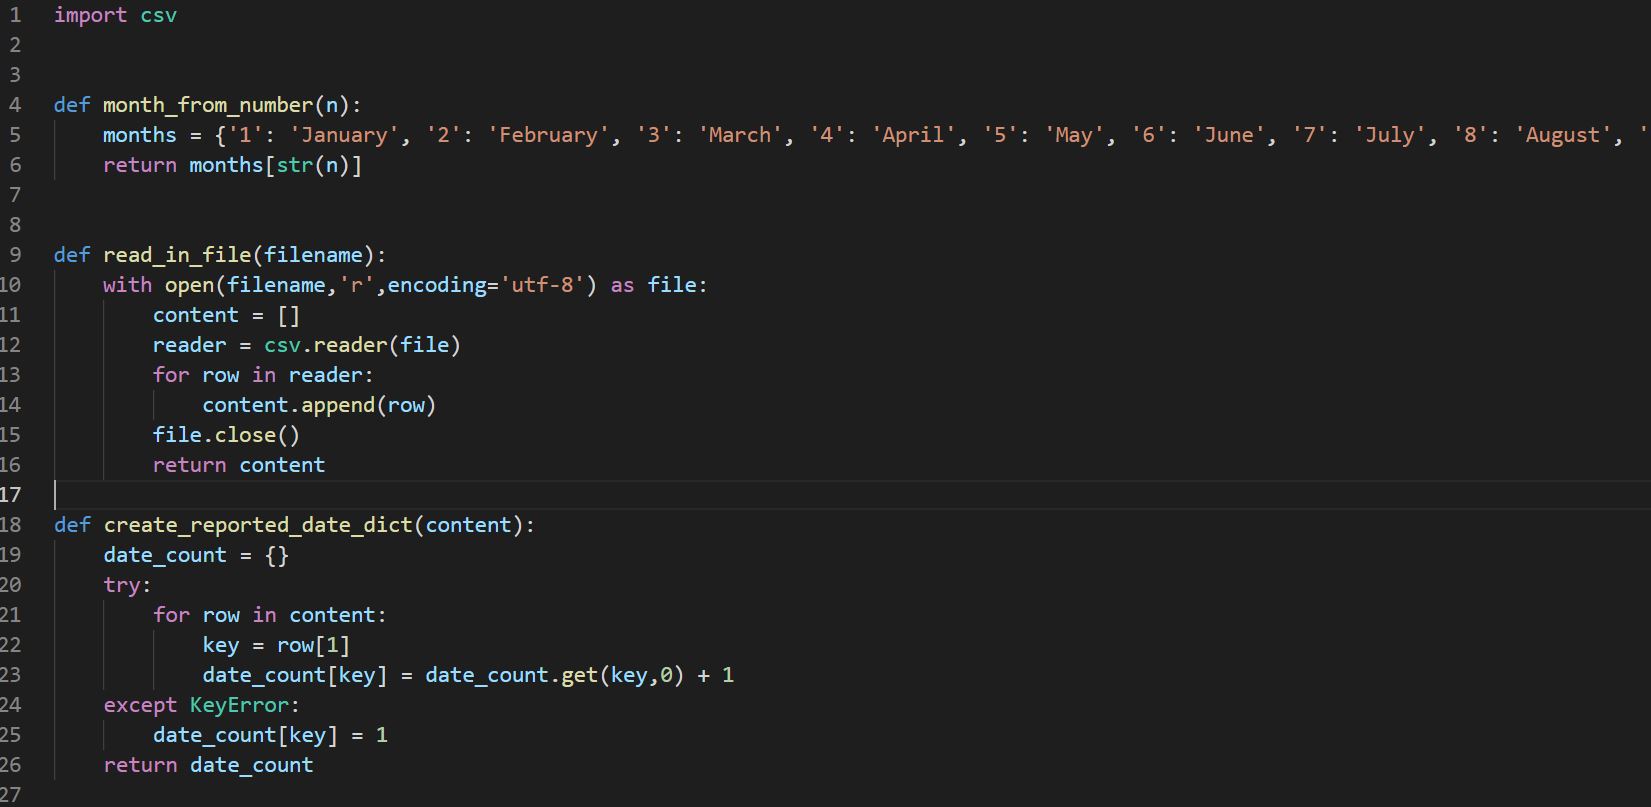 1 import csv
2
3
4 def month_from_number(n):
5     months = {'1': 'January', '2': 'February', '3': 'March', '4': 'April', '5': 'May', '6': 'June', '7': 'July', '8': 'August', '
6     return months[str(n)]
7
8
9 def read_in_file(filename):
10     with open(filename,'r',encoding='utf-8') as file:
11         content = []
12         reader = csv.reader(file)
13         for row in reader:
14             content.append(row)
15         file.close()
16         return content
17
18 def create_reported_date_dict(content):
19     date_count = {}
20     try:
21         for row in content:
22             key = row[1]
23             date_count[key] = date_count.get(key,0) + 1
24     except KeyError:
25         date_count[key] = 1
26     return date_count
27